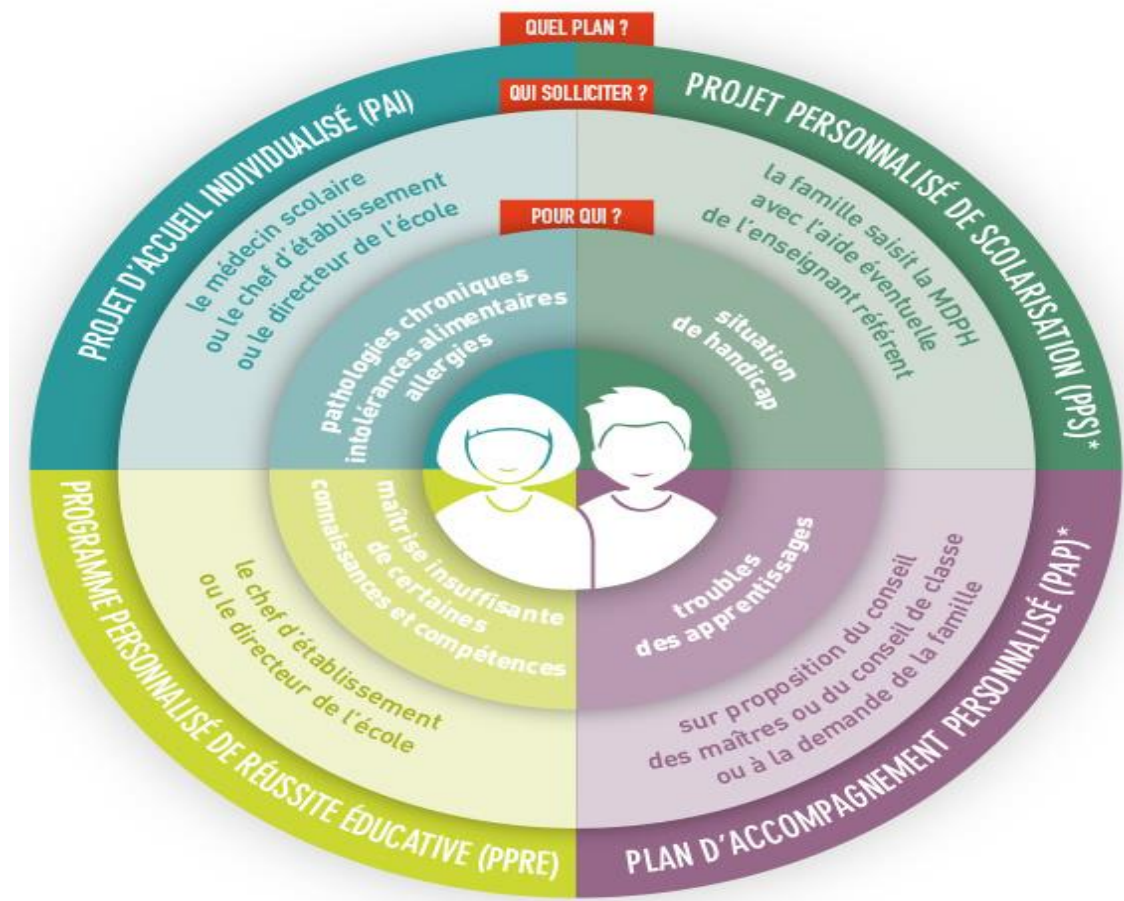 QUEL PLAN ?
QUI SOLLICITER ?
POUR QUI ?
PROJET D'ACCUEIL INDIVIDUALISÉ (PAI)
le médecin scolaire
ou le chef d'établissement
ou le directeur de l'école
pathologies chroniques
intolérances alimentaires
allergies
PROJET PERSONNALISÉ DE SCOLARISATION (PPS)*
la famille saisit la MDPH
avec l'aide éventuelle
de l'enseignant référent
situation
de handicap
PROGRAMME PERSONNALISÉ DE RÉUSSITE ÉDUCATIVE (PPRE)
le chef d'établissement
ou le directeur de l'école
maîtrise insuffisante
de certaines
connaissances et compétences
PLAN D'ACCOMPAGNEMENT PERSONNALISÉ (PAP)*
sur proposition du conseil
des maîtres ou du conseil de classe
ou à la demande de la famille
troubles
des apprentissages